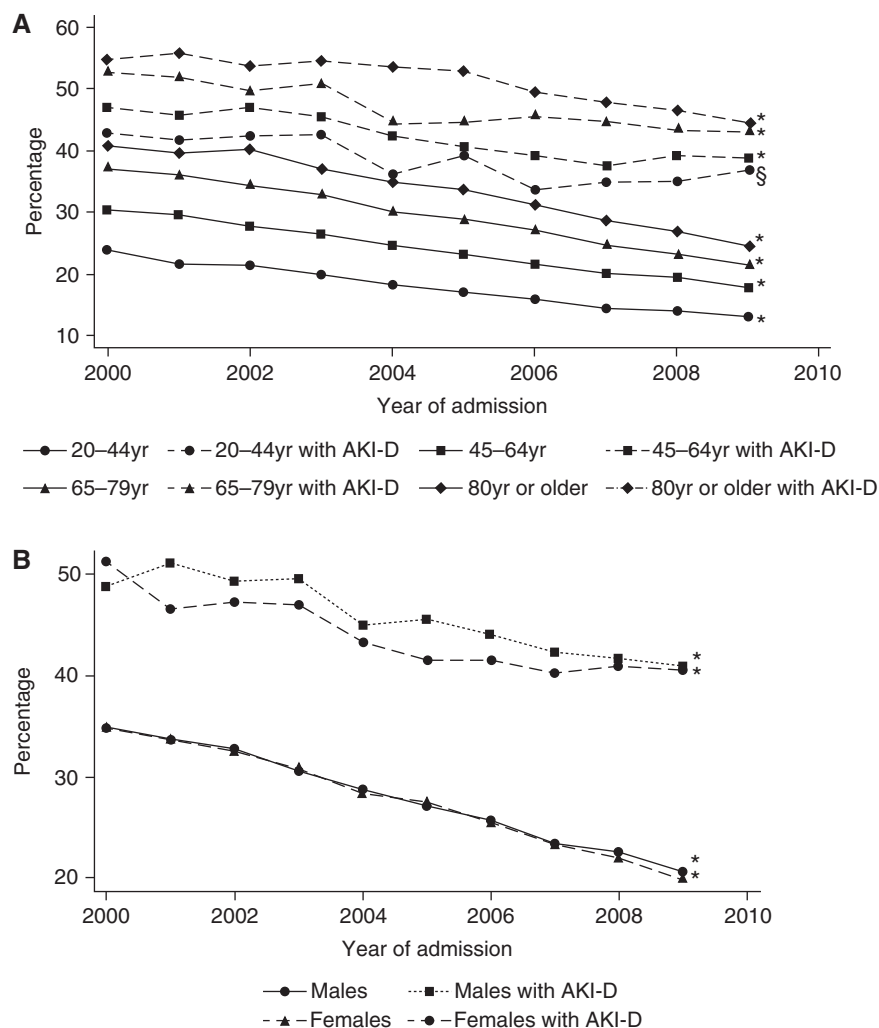 A
60
50
40
30
20
10
Percentage
*
*
*
§
*
*
*
*
2000 2002 2004 2006 2008 2010
Year of admission
20–44yr 20–44yr with AKI-D 45–64yr 45–64yr with AKI-D
65–79yr 65–79yr with AKI-D 80yr or older 80yr or older with AKI-D
B
50
40
30
20
Percentage
*
*
*
*
2000 2002 2004 2006 2008 2010
Year of admission
Males Males with AKI-D
Females Females with AKI-D